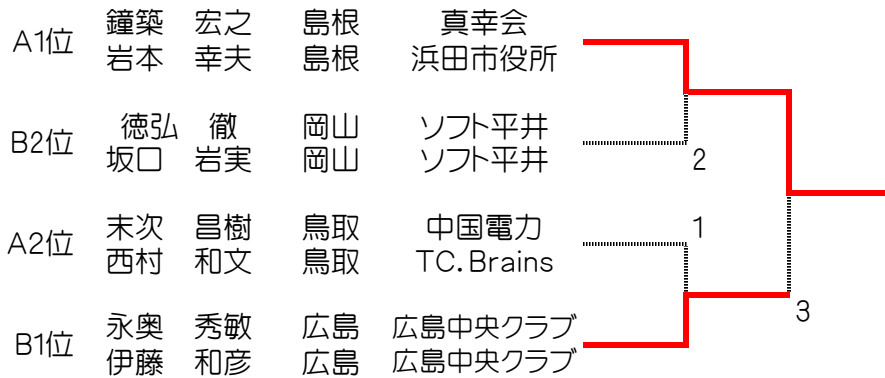 A1位 鐘築 宏之 島根 真幸会
岩本 幸夫 島根 浜田市役所
B2位 徳弘 徹 岡山 ソフト平井
坂口 岩実 岡山 ソフト平井
2
A2位 末次 昌樹 鳥取 中国電力 1
西村 和文 鳥取 TC.Brains
3
B1位 永奥 秀敏 広島 広島中央クラブ
伊藤 和彦 広島 広島中央クラブ